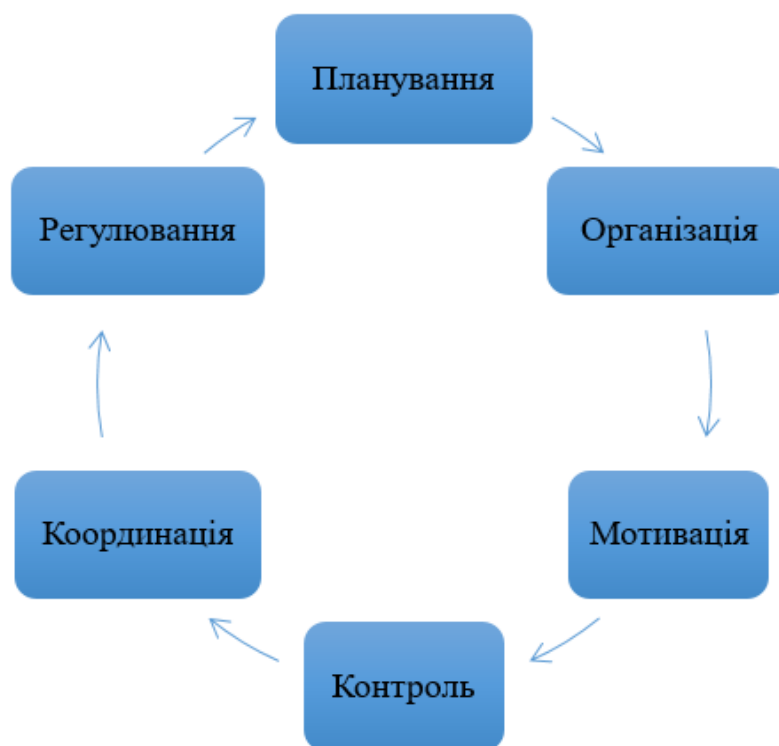 Планування
Організація
Мотивація
Контроль
Координація
Регулювання